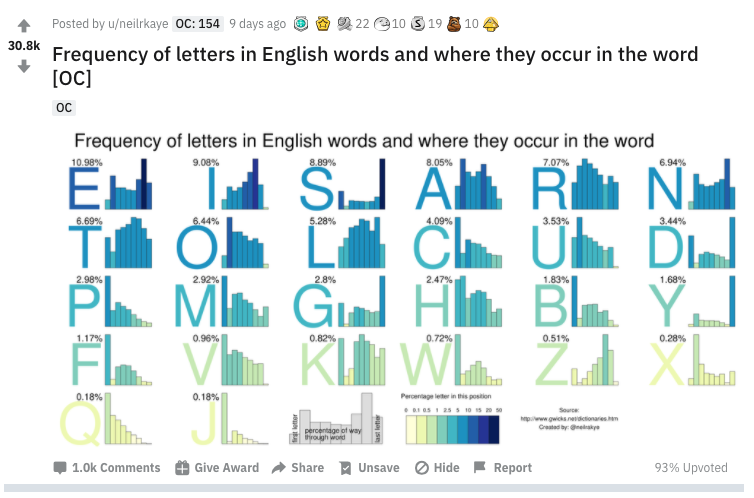 Posted by u/neilrkaye OC: 154 9 days ago 22 10 19 10
30.8k
Frequency of letters in English words and where they occur in the word
[OC]
OC
Frequency of letters in English words and where they occur in the word
10.98% 9.08% 8.89% 8.05% 7.07% 6.94%
E I S A R N
6.69% 6.44% 5.28% 4.09% 3.53% 3.44%
T O L C U D
2.98% 2.92% 2.8% 2.47% 1.83% 1.68%
P M G H B Y
1.17% 0.96% 0.82% 0.72% 0.51% 0.28%
F V K W Z X
0.18% 0.18%
Q J
first letter
percentage of way
through word
last letter
Percentage letter in this position
0 0.1 0.5 1 2.5 5 10 15 20 50
Source:
http://www.gwicks.net/dictionaries.htm
Created by: @neilrakye
1.0k Comments Give Award Share Unsave Hide Report 93% Upvoted